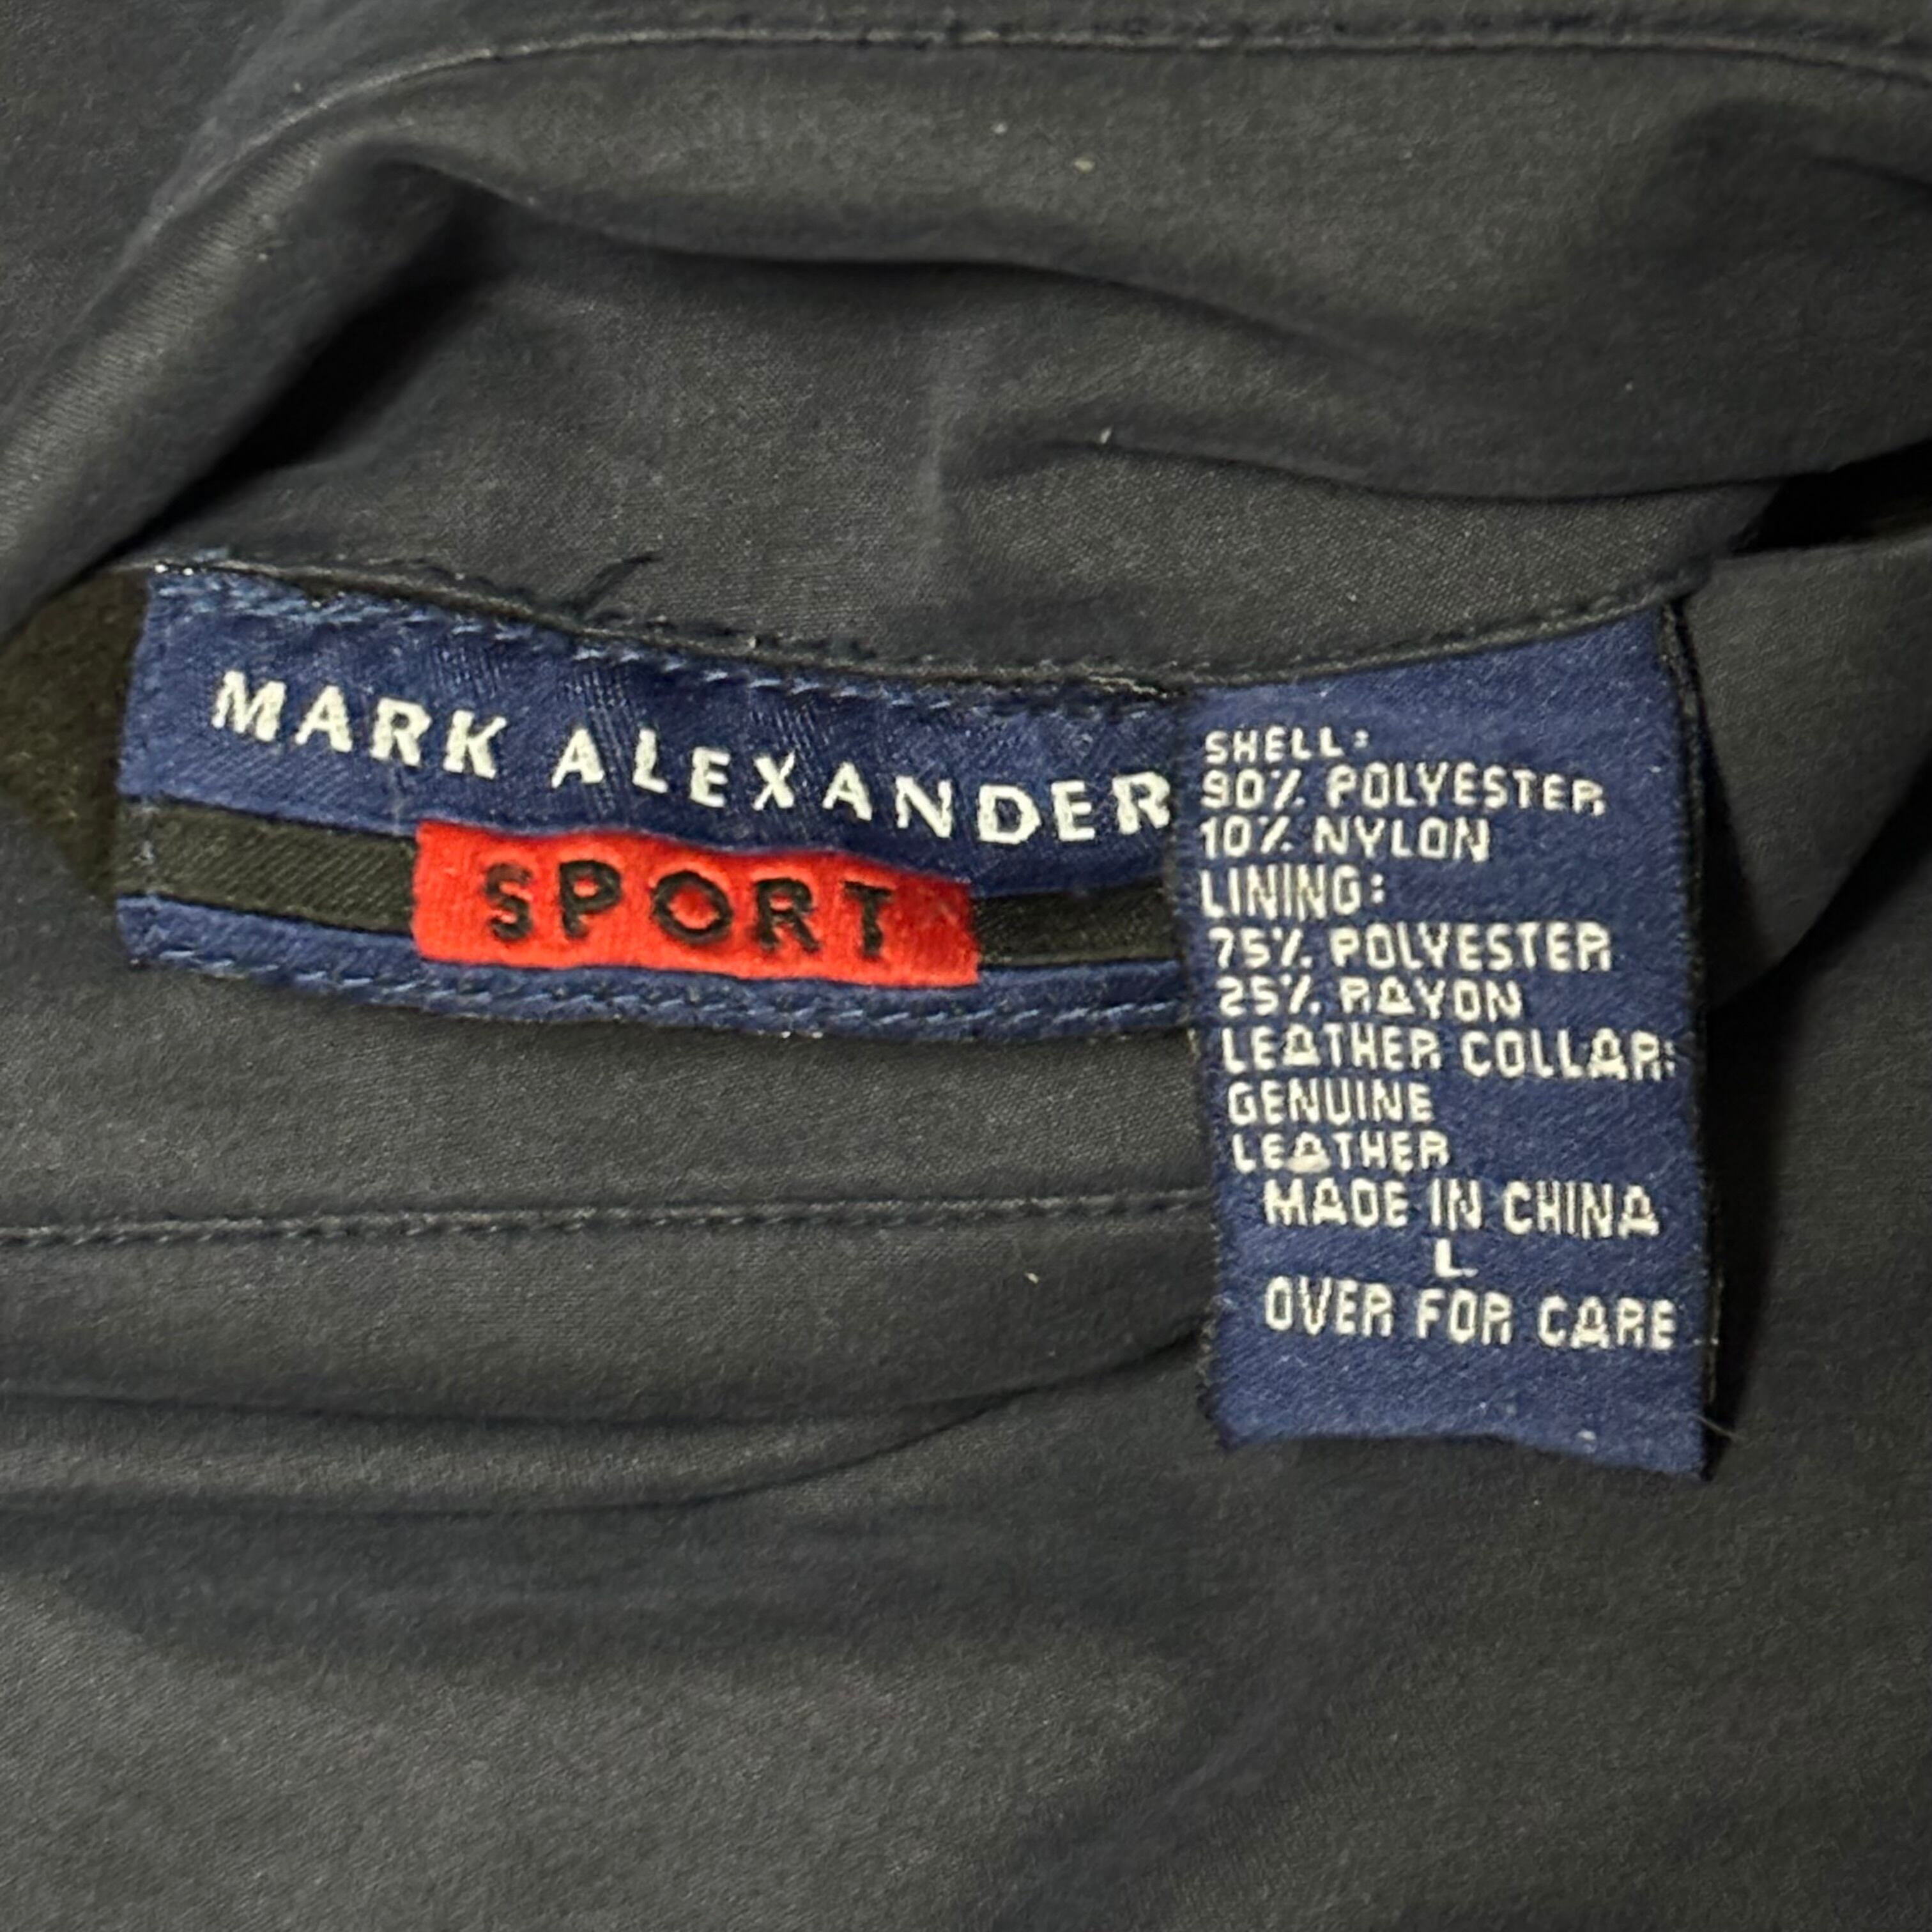 MARK ALEXANDER
SPORT
SHELL:
90% POLYESTER
10% NYLON
LINING:
75% POLYESTER
25% RAYON
LEATHER COLLAR:
GENUINE
LEATHER
MADE IN CHINA
L
OVER FOR CARE